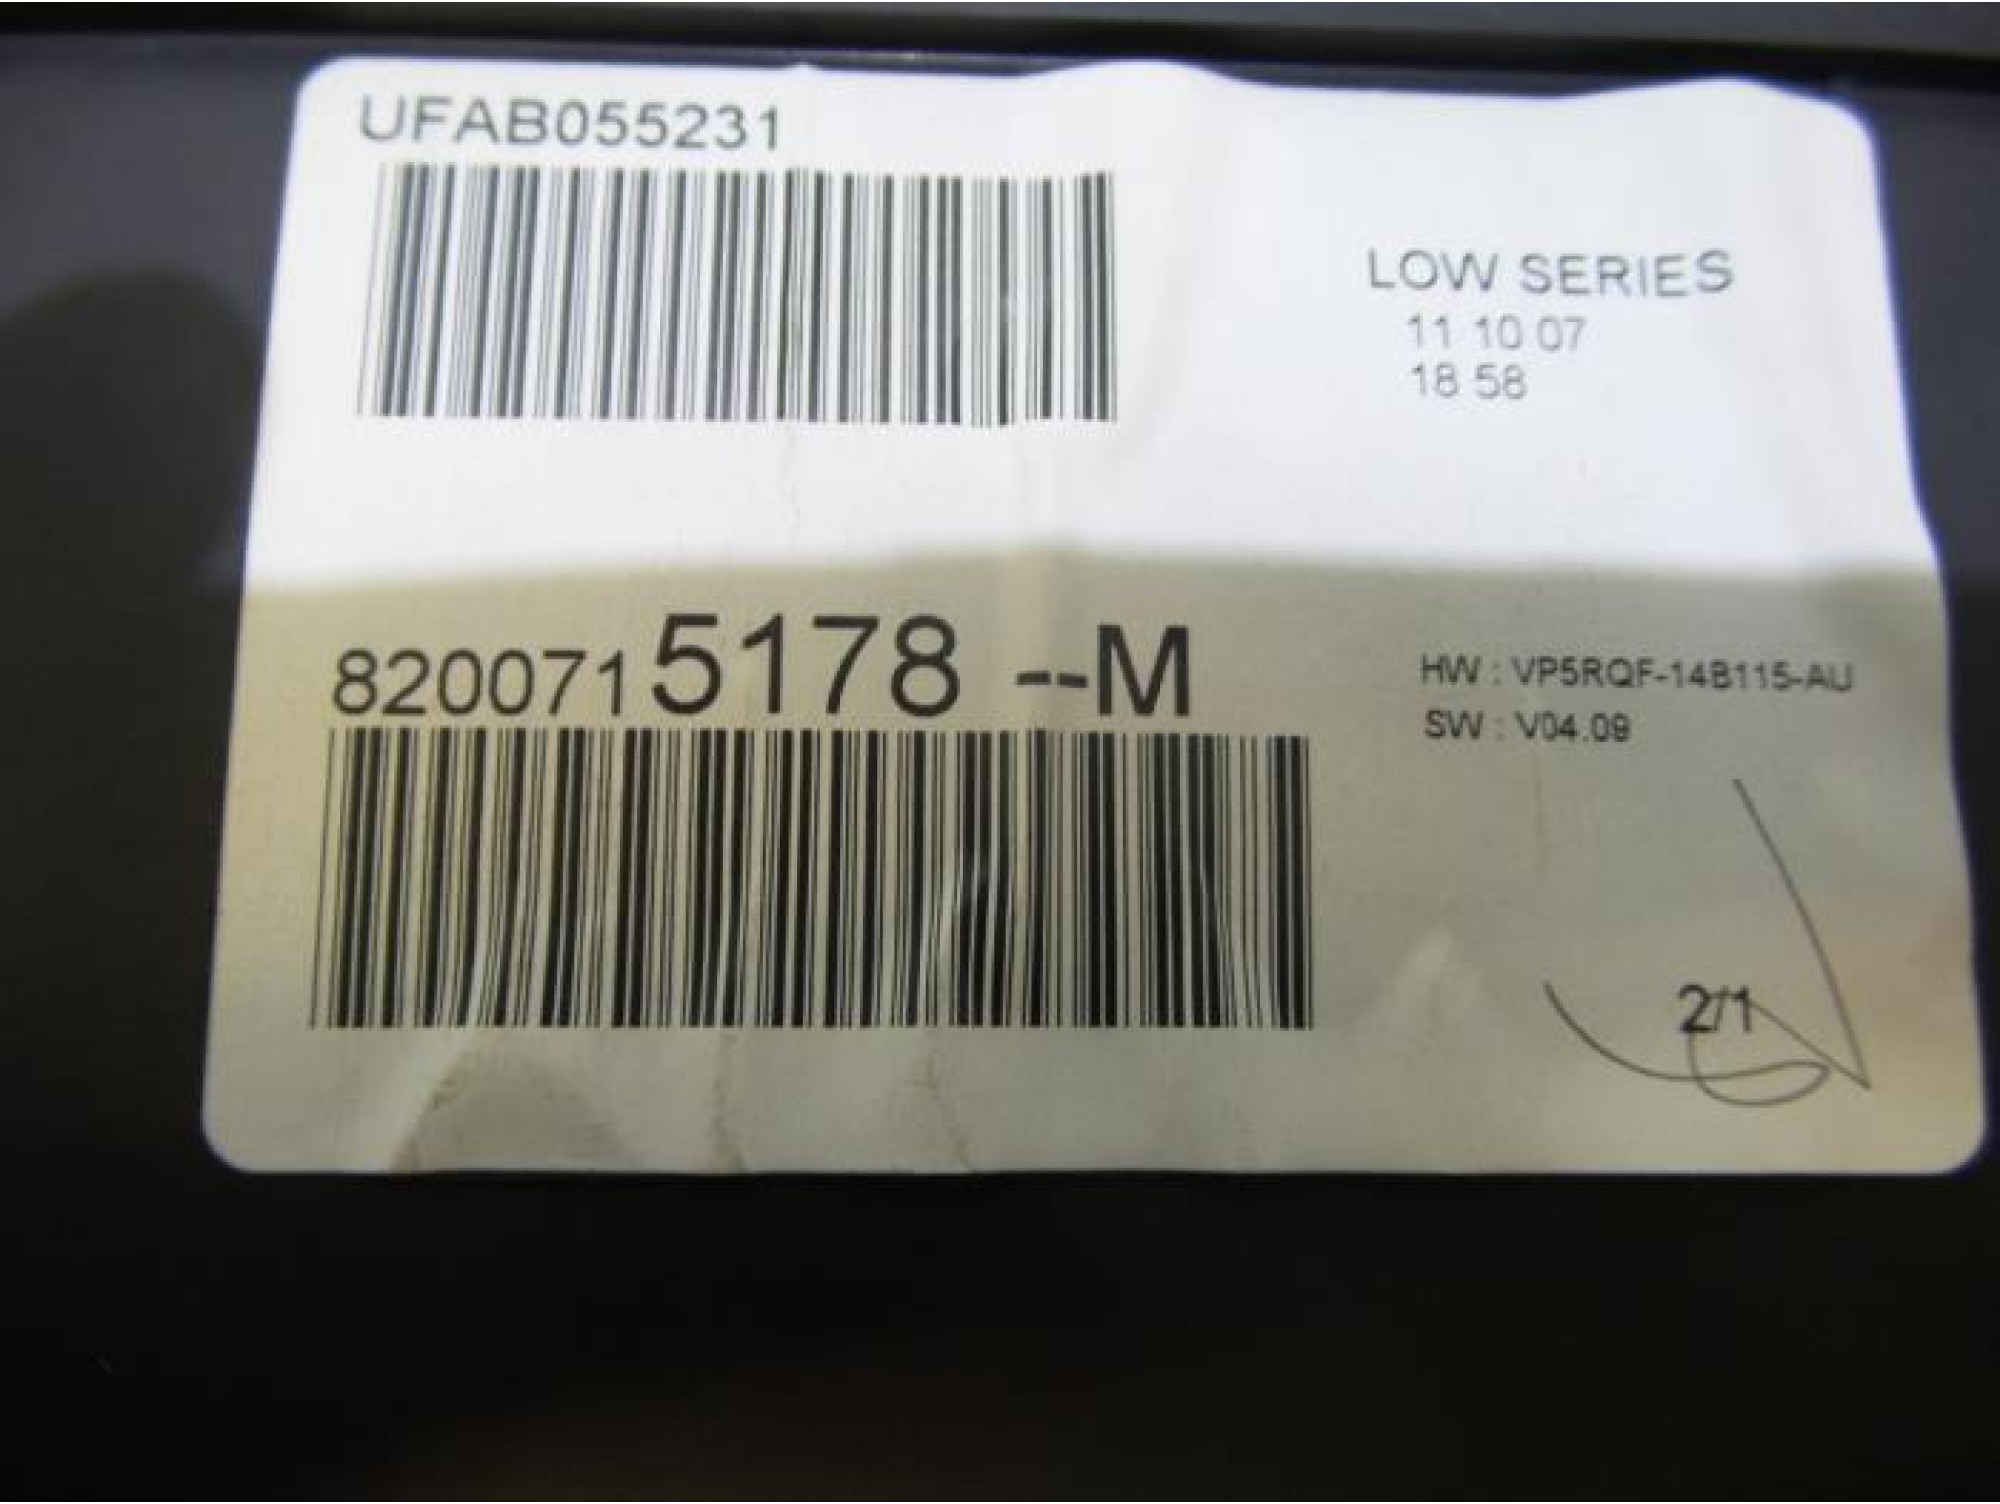 UFAB055231
LOW SERIES
11 10 07
18 58
8200715178 --M
HW : VP5RQF-14B115-AU
SW : V04.09
2/1